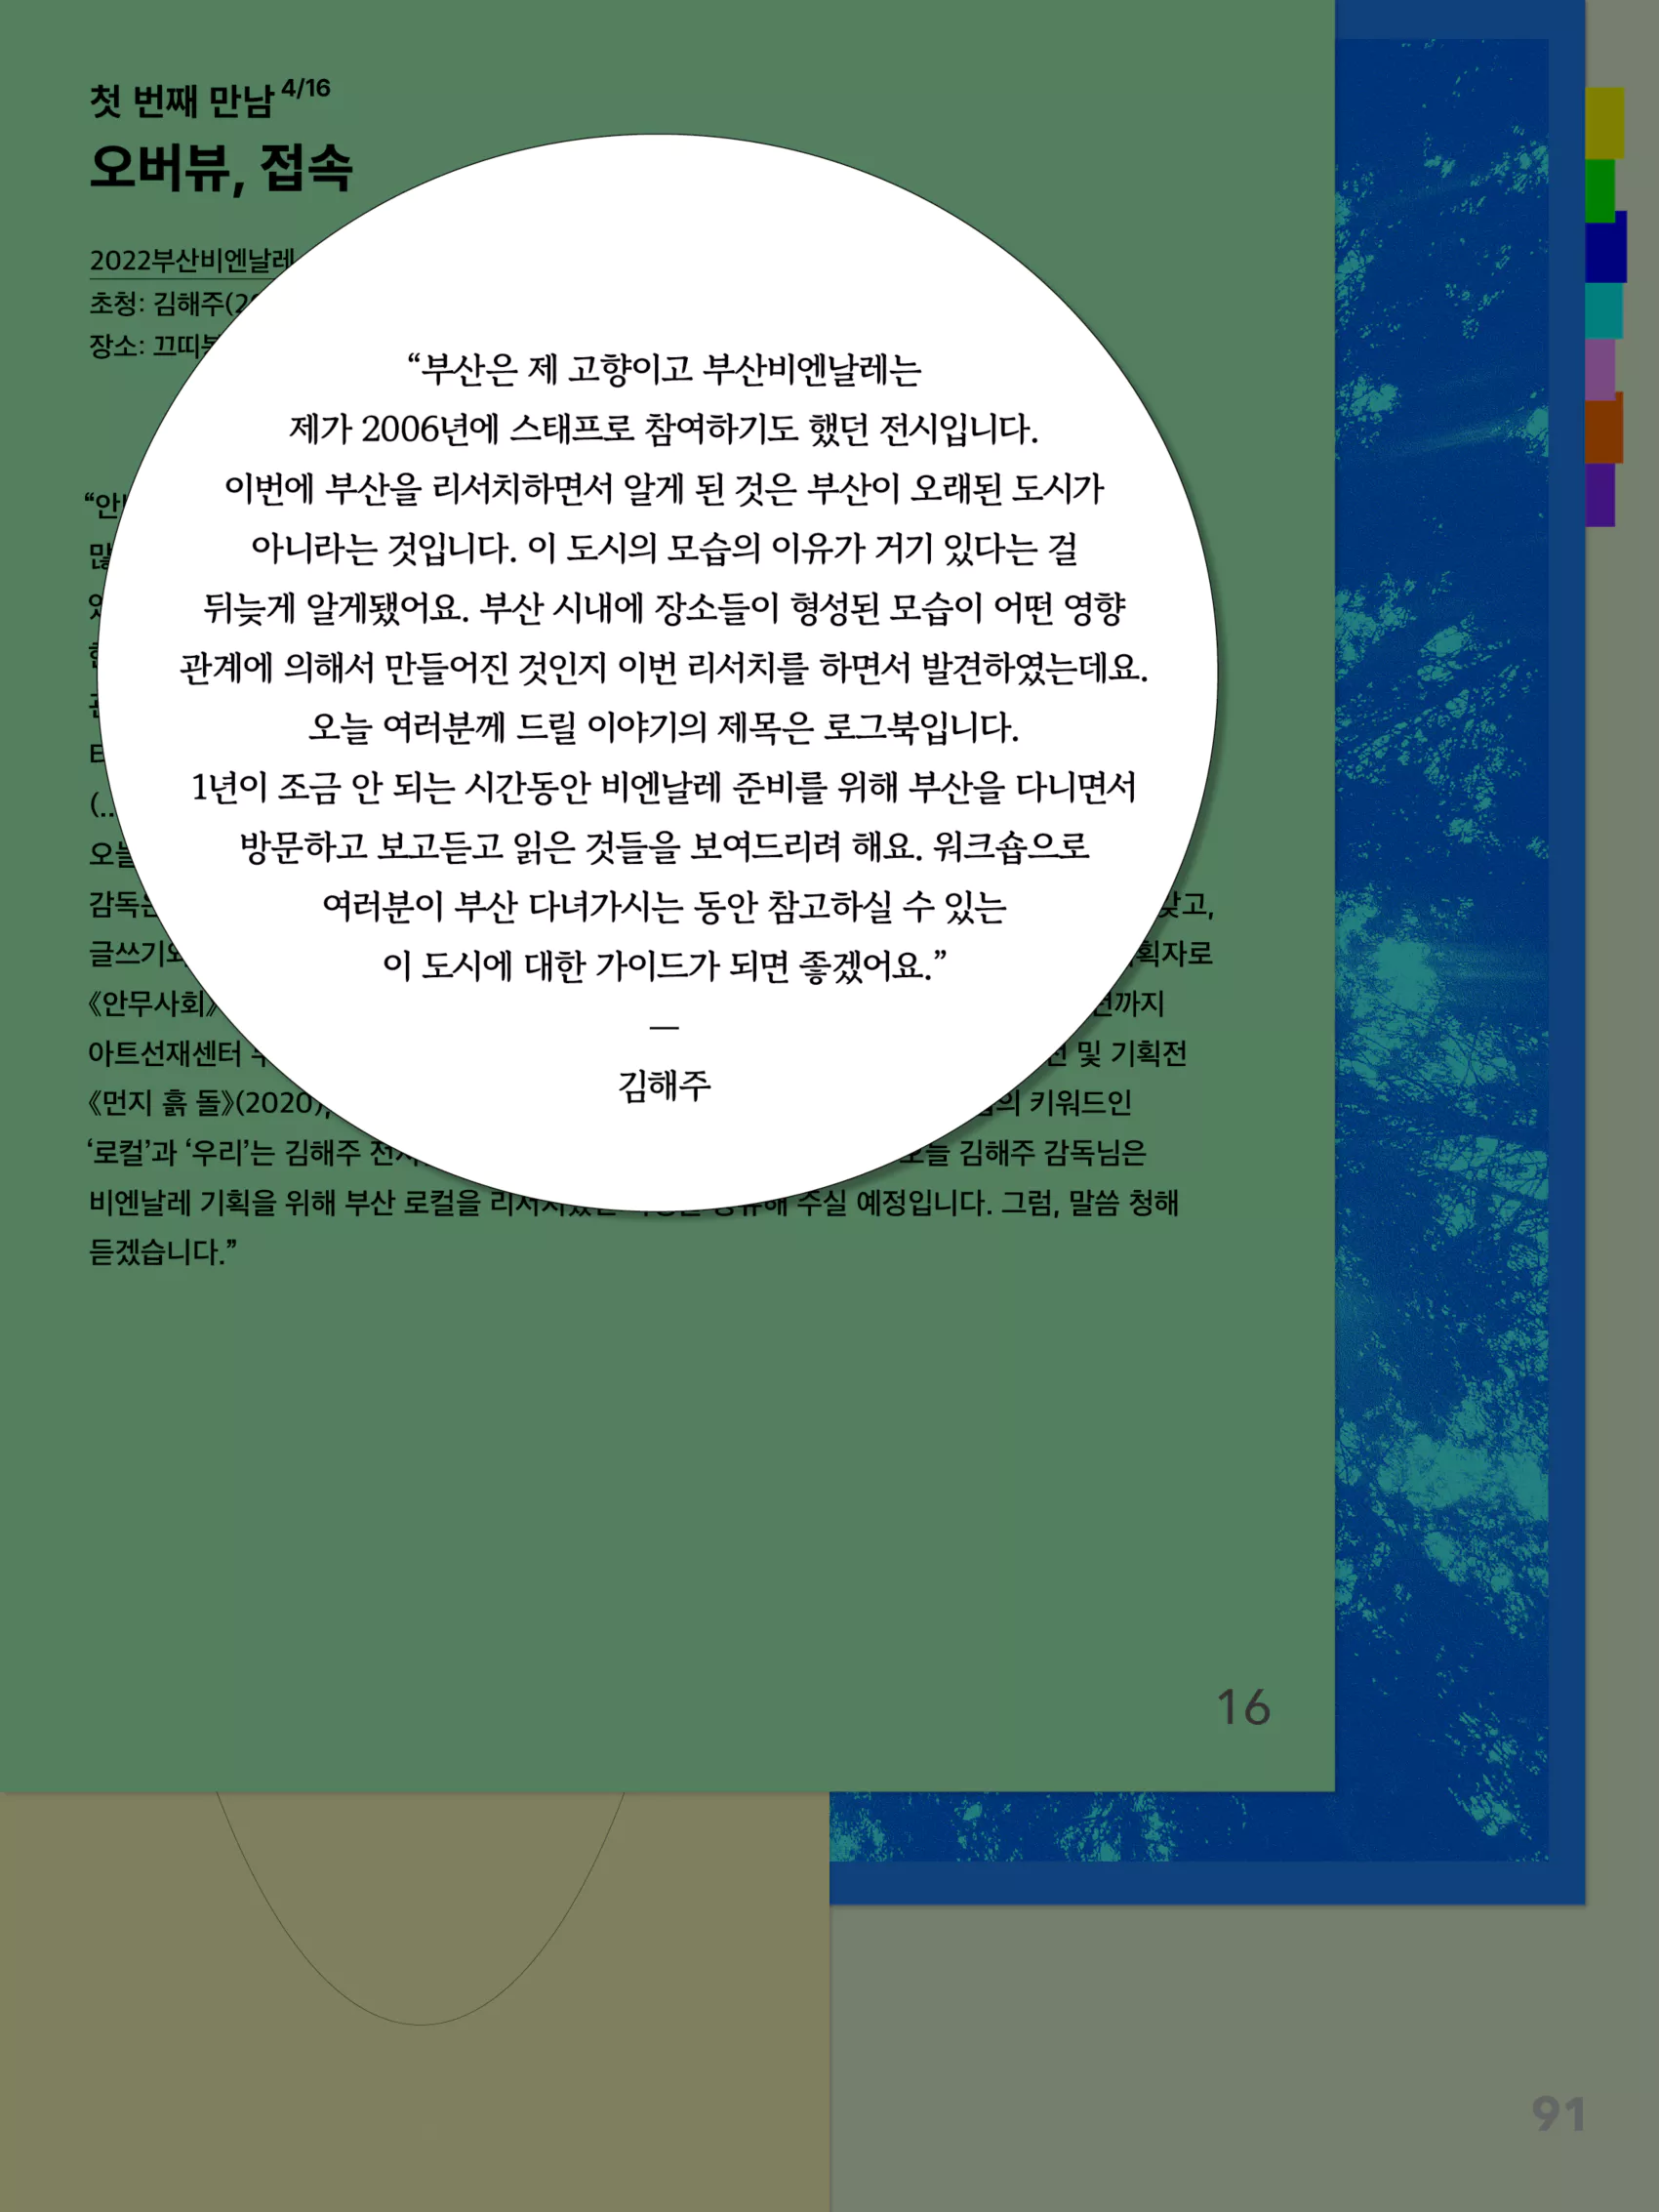 첫 번째 만남 4/16
오버뷰, 접속
2022부산비엔날레
초청: 김해주
장소:
“부산은 제 고향이고 부산비엔날레는
제가 2006년에 스태프로 참여하기도 했던 전시입니다.
이번에 부산을 리서치하면서 알게 된 것은 부산이 오래된 도시가
아니라는 것입니다. 이 도시의 모습의 이유가 거기 있다는 걸
뒤늦게 알게됐어요. 부산 시내에 장소들이 형성된 모습이 어떤 영향
관계에 의해서 만들어진 것인지 이번 리서치를 하면서 발견하였는데요.
오늘 여러분께 드릴 이야기의 제목은 로그북입니다.
1년이 조금 안 되는 시간동안 비엔날레 준비를 위해 부산을 다니면서
방문하고 보고듣고 읽은 것들을 보여드리려 해요. 워크숍으로
여러분이 부산 다녀가시는 동안 참고하실 수 있는
이 도시에 대한 가이드가 되면 좋겠어요.”
—
김해주
감독은
글쓰기와 획자로
《안무사회》 까지
아트선재센터 및 기획전
《먼지 흙 돌》(2020), 키워드인
‘로컬’과 ‘우리’는 김해주 오늘 김해주 감독님은
비엔날레 기획을 위해 부산 로컬을 주실 예정입니다. 그럼, 말씀 청해
듣겠습니다.”
16
91